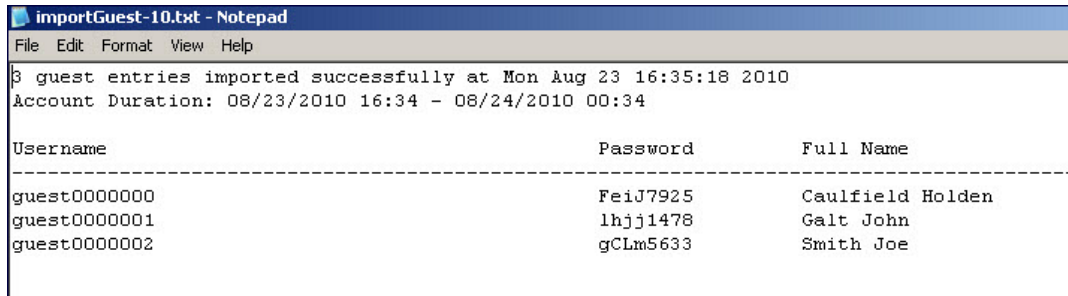 importGuest-10.txt - Notepad
File Edit Format View Help
3 guest entries imported successfully at Mon Aug 23 16:35:18 2010
Account Duration: 08/23/2010 16:34 - 08/24/2010 00:34
Username Password Full Name
--------------------------------------------------------------------------------
guest0000000 FeiJ7925 Caulfield Holden
guest0000001 lhjj1478 Galt John
guest0000002 gCLm5633 Smith Joe